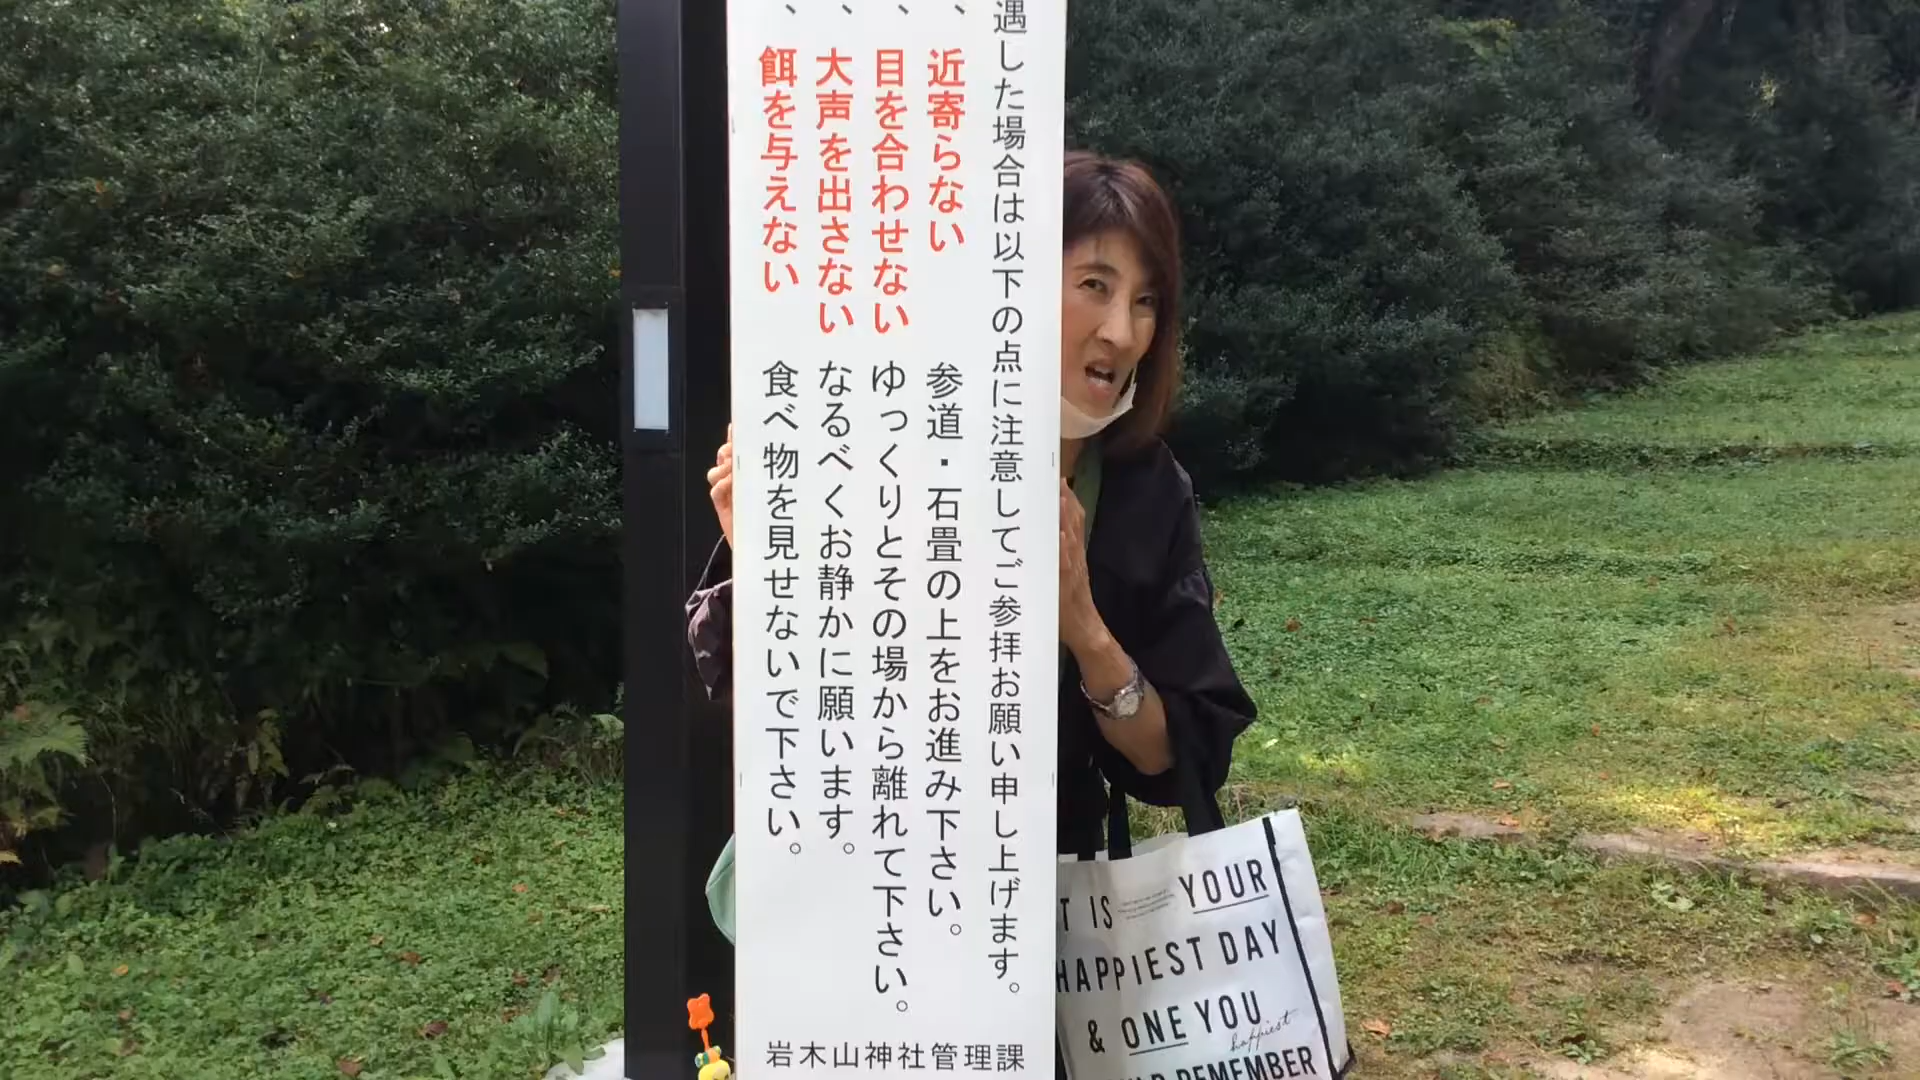 遇した場合は以下の点に注意してご参拝お願い申し上げます。
、近寄らない 参道・石畳の上をお進み下さい。
、目を合わせない ゆっくりとその場から離れて下さい。
、大声を出さない なるべくお静かに願います。
、餌を与えない 食べ物を見せないで下さい。
岩木山神社管理課
T IS YOUR
HAPPIEST DAY
& ONE YOU
happiest
REMEMBER